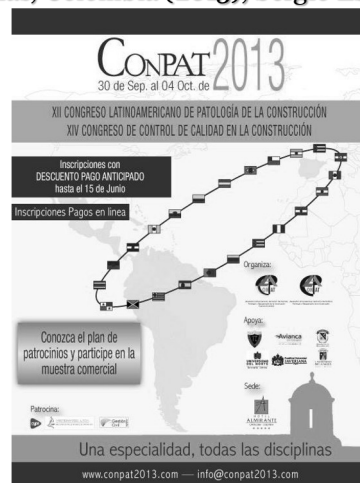 CONPAT 2013
30 de Sep. al 04 Oct. de
XII CONGRESO LATINOAMERICANO DE PATOLOGÍA DE LA CONSTRUCCIÓN
XIV CONGRESO DE CONTROL DE CALIDAD EN LA CONSTRUCCIÓN
Inscripciones con
DESCUENTO PAGO ANTICIPADO
hasta el 15 de Junio
Inscripciones Pagos en linea
Organiza:
Apoya:
Avianca
Conozca el plan de
patrocinios y participe en la
muestra comercial
Sede:
ALMIRANTE
Patrocina:
Una especialidad, todas las disciplinas
www.conpat2013.com — info@conpat2013.com